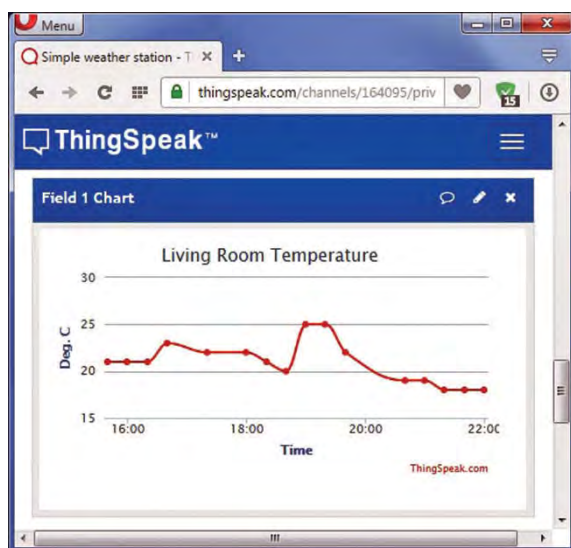 Menu
Simple weather station - T
thingspeak.com/channels/164095/priv
15
ThingSpeak™
Field 1 Chart
Living Room Temperature
30
25
20
15
Deg. C
16:00 18:00 20:00 22:00
Time
ThingSpeak.com